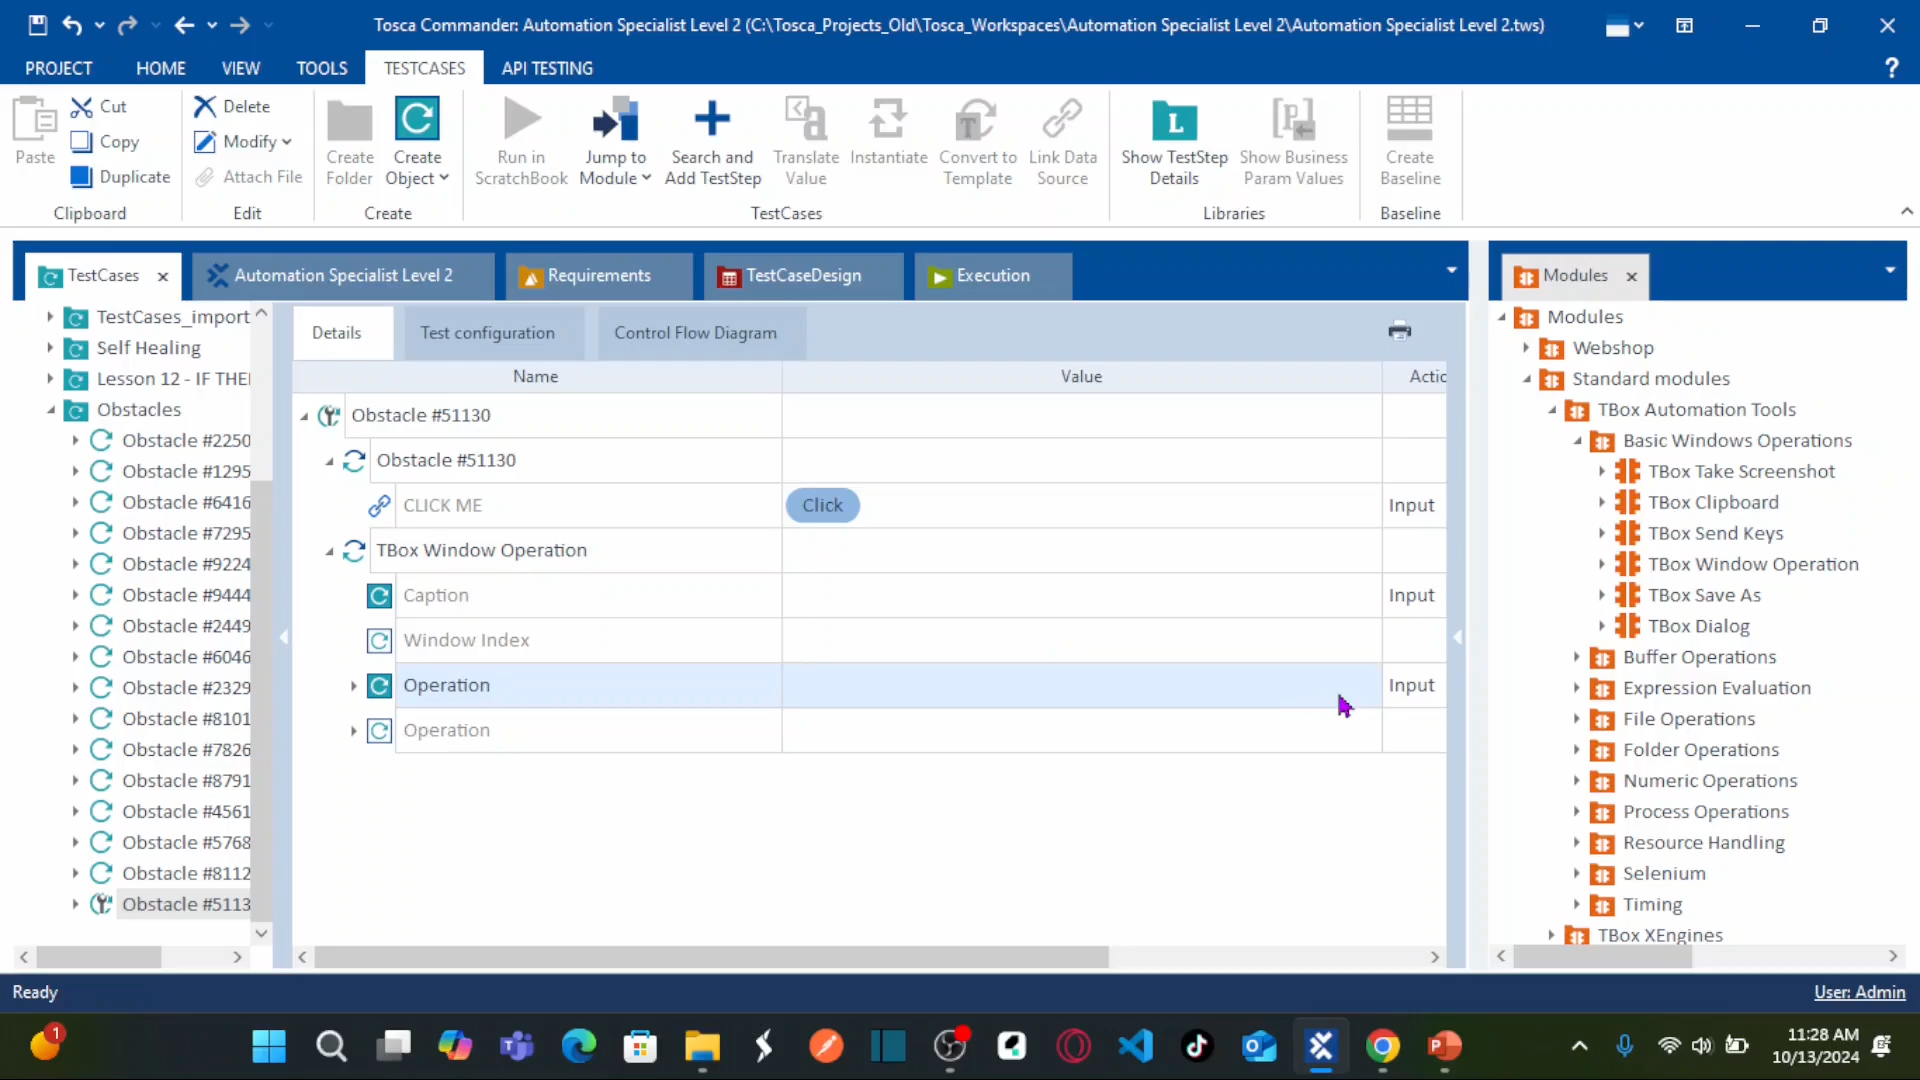 Tosca Commander: Automation Specialist Level 2 (C:\Tosca_Projects_Old\Tosca_Workspaces\Automation Specialist Level 2\Automation Specialist Level 2.tws)
PROJECT HOME VIEW TOOLS TESTCASES API TESTING ?
Paste
Cut
Copy
Duplicate
Clipboard
Delete
Modify
Attach File
Edit
Create Folder
Create Object
Create
Run in ScratchBook
Jump to Module
Search and Add TestStep
Translate Value
Instantiate
Convert to Template
Link Data Source
TestCases
L
Show TestStep Details
[P]
Show Business Param Values
Libraries
Create Baseline
Baseline
TestCases × Automation Specialist Level 2 Requirements TestCaseDesign Execution
TestCases_import
Self Healing
Lesson 12 - IF THE
Obstacles
Obstacle #2250
Obstacle #1295
Obstacle #6416
Obstacle #7295
Obstacle #9224
Obstacle #9444
Obstacle #2449
Obstacle #6046
Obstacle #2329
Obstacle #8101
Obstacle #7826
Obstacle #8791
Obstacle #4561
Obstacle #5768
Obstacle #8112
Obstacle #5113
Details Test configuration Control Flow Diagram
Name Value Actio
Obstacle #51130
Obstacle #51130
CLICK ME Click Input
TBox Window Operation
Caption Input
Window Index
Operation Input
Operation
Modules ×
Modules
Webshop
Standard modules
TBox Automation Tools
Basic Windows Operations
TBox Take Screenshot
TBox Clipboard
TBox Send Keys
TBox Window Operation
TBox Save As
TBox Dialog
Buffer Operations
Expression Evaluation
File Operations
Folder Operations
Numeric Operations
Process Operations
Resource Handling
Selenium
Timing
TBox XEngines
Ready User: Admin
1
11:28 AM
10/13/2024